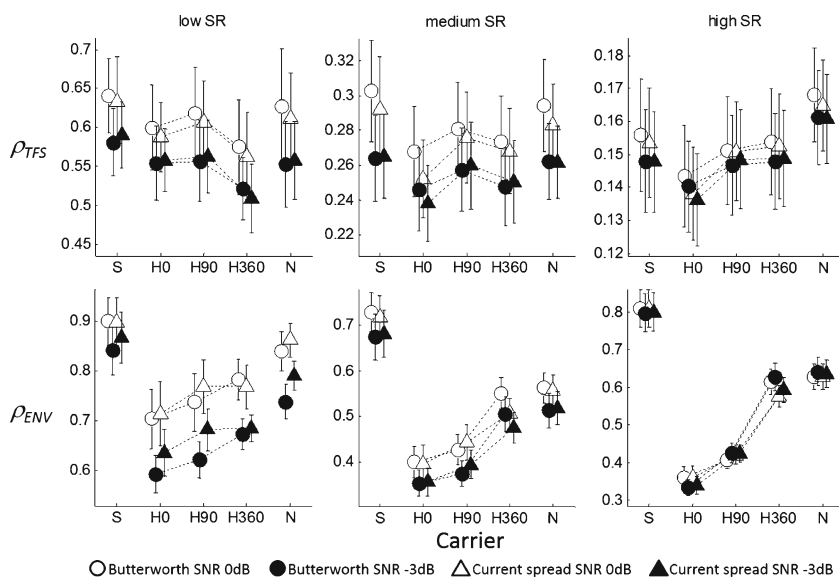 low SR
medium SR
high SR
ρTFS
0.7
0.65
0.6
0.55
0.5
0.45
S H0 H90 H360 N
0.32
0.3
0.28
0.26
0.24
0.22
S H0 H90 H360 N
0.18
0.17
0.16
0.15
0.14
0.13
0.12
S H0 H90 H360 N
ρENV
0.9
0.8
0.7
0.6
S H0 H90 H360 N
0.7
0.6
0.5
0.4
S H0 H90 H360 N
0.8
0.7
0.6
0.5
0.4
0.3
S H0 H90 H360 N
Carrier
Butterworth SNR 0dB Butterworth SNR -3dB Current spread SNR 0dB Current spread SNR -3dB